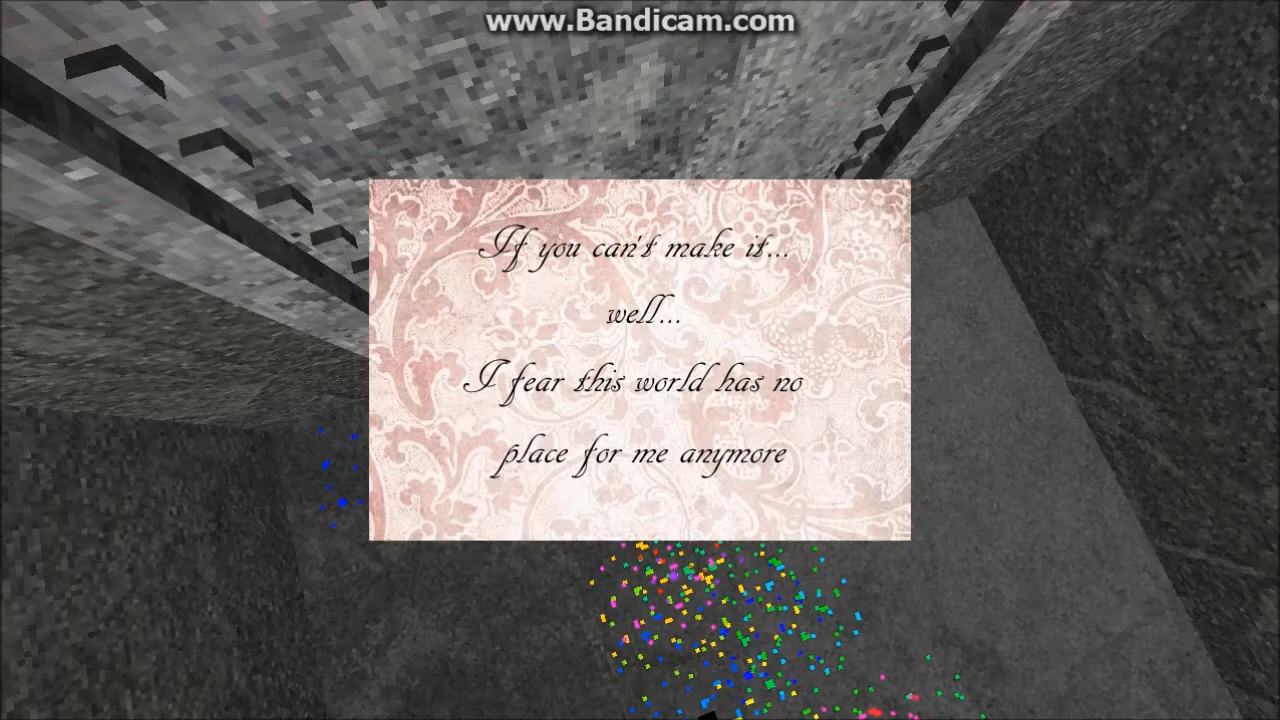 www.Bandicam.com
If you can't make it...
well...
I fear this world has no
place for me anymore